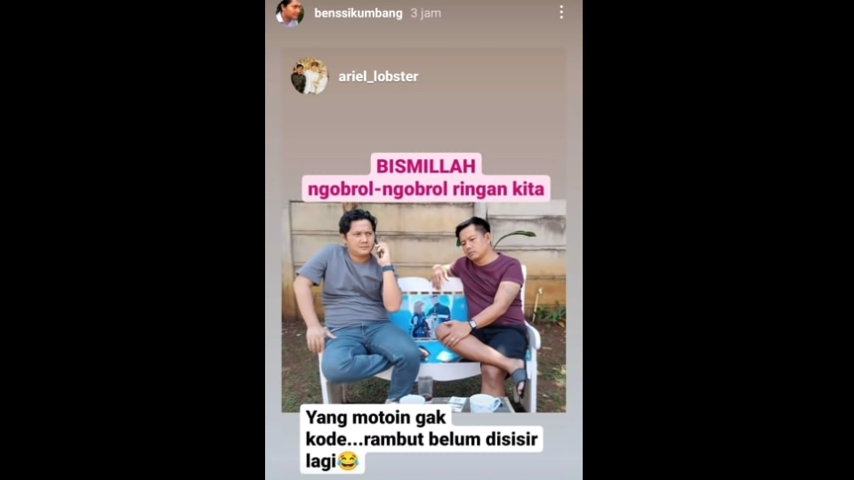 benssikumbang 3 jam
ariel_lobster
BISMILLAH
ngobrol-ngobrol ringan kita
Yang motoin gak
kode...rambut belum disisir
lagi😂